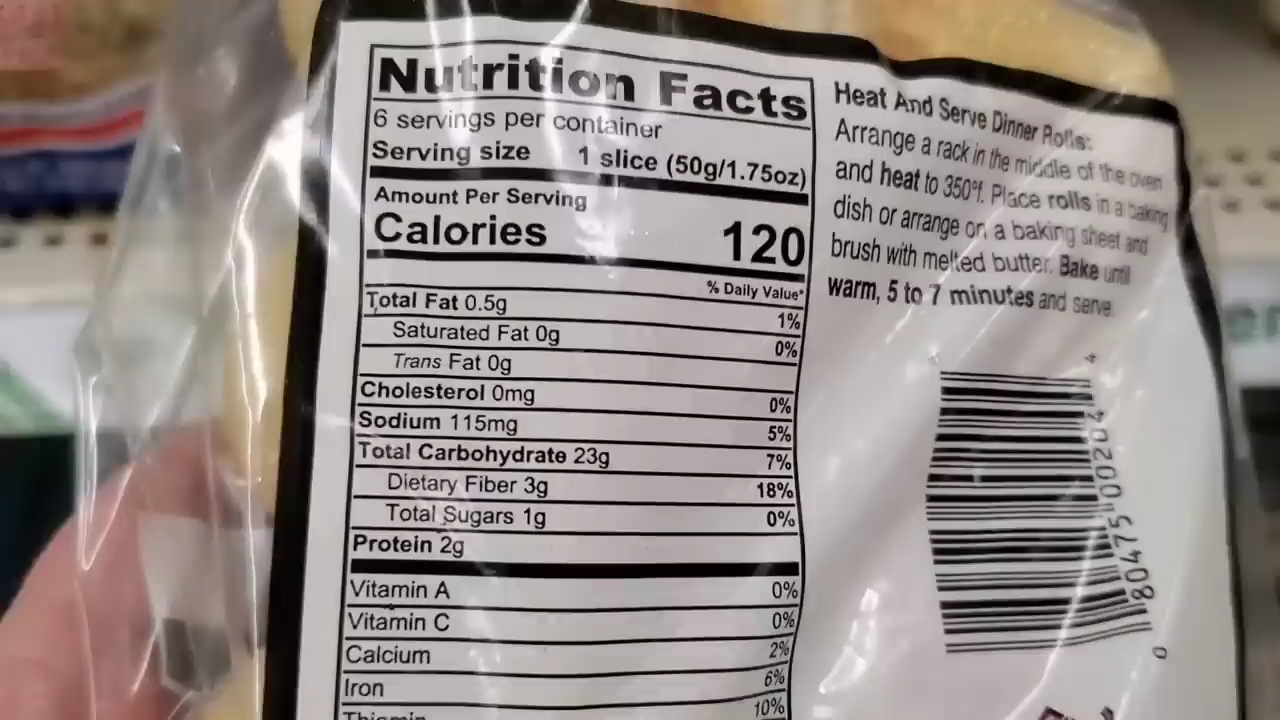 Nutrition Facts
6 servings per container
Serving size 1 slice (50g/1.75oz)
Amount Per Serving
Calories 120
% Daily Value*
Total Fat 0.5g 1%
Saturated Fat 0g 0%
Trans Fat 0g
Cholesterol 0mg 0%
Sodium 115mg 5%
Total Carbohydrate 23g 7%
Dietary Fiber 3g 18%
Total Sugars 1g 0%
Protein 2g
Vitamin A 0%
Vitamin C 0%
Calcium 2%
Iron 6%
Thiamin 10%
Heat And Serve Dinner Rolls:
Arrange a rack in the middle of the oven
and heat to 350°f. Place rolls in a baking
dish or arrange on a baking sheet and
brush with melted butter. Bake until
warm, 5 to 7 minutes and serve.
0 80475 00204 4